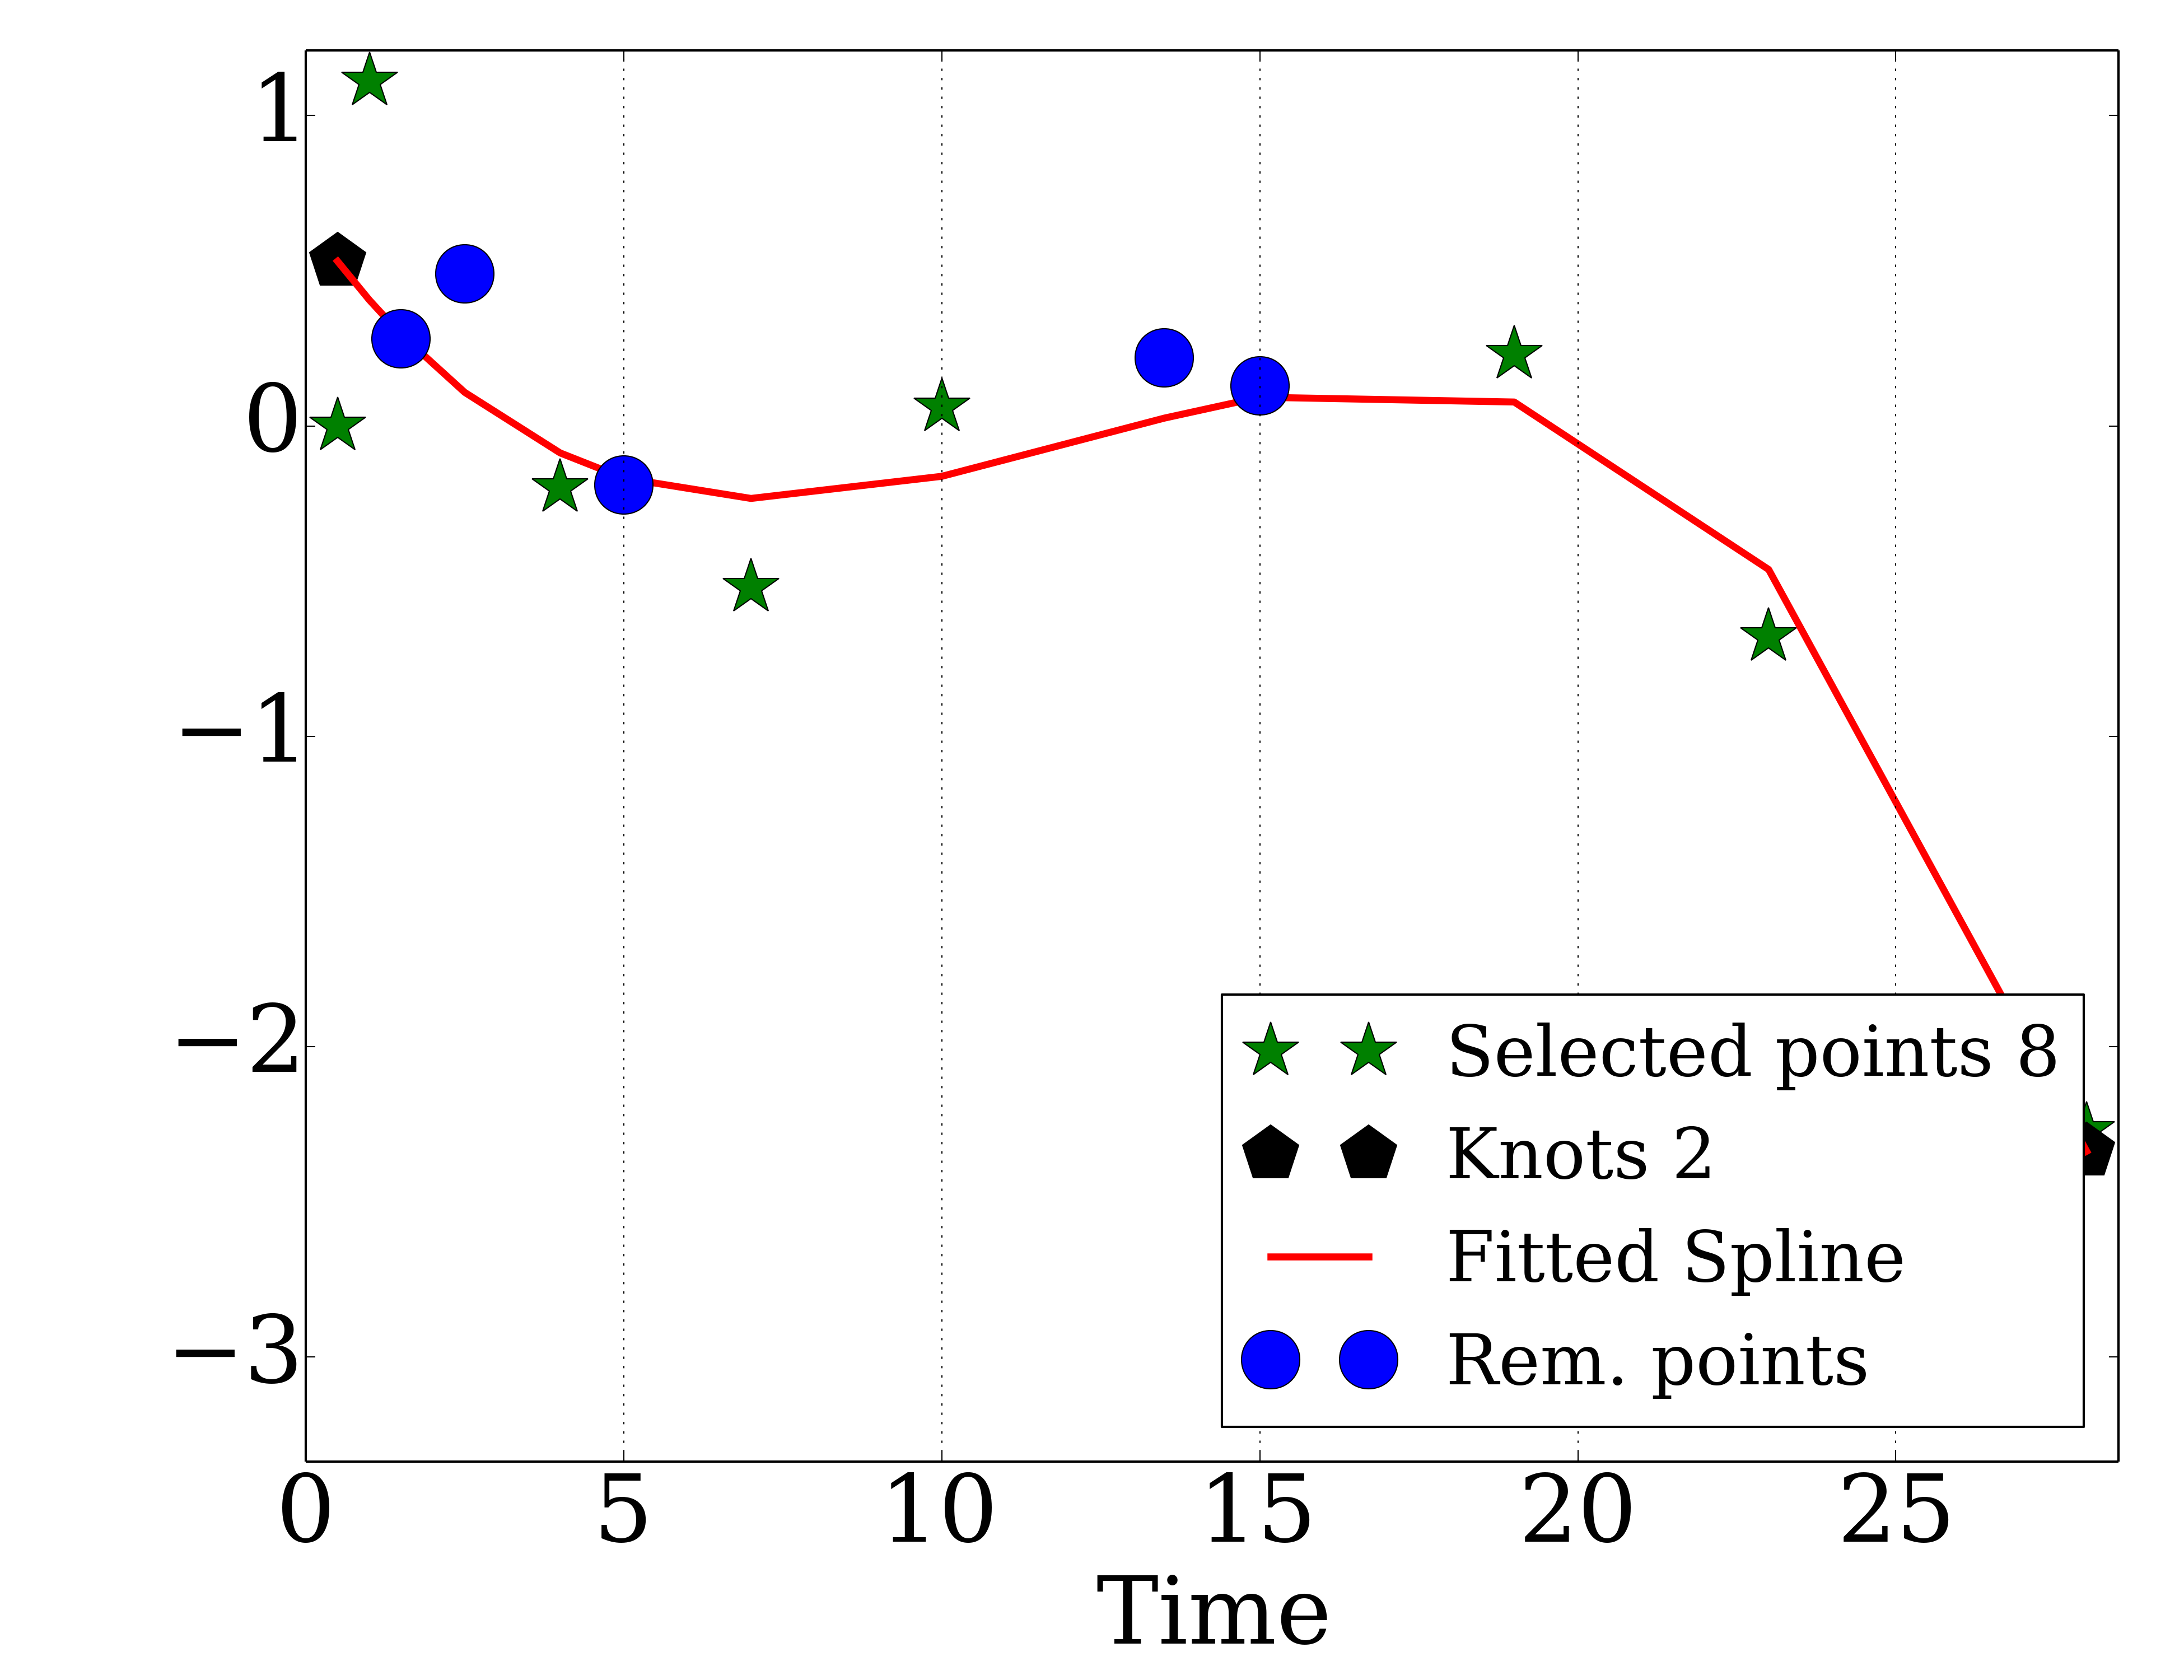 1
0
−1
−2
−3
Selected points 8
Knots 2
Fitted Spline
Rem. points
0 5 10 15 20 25
Time